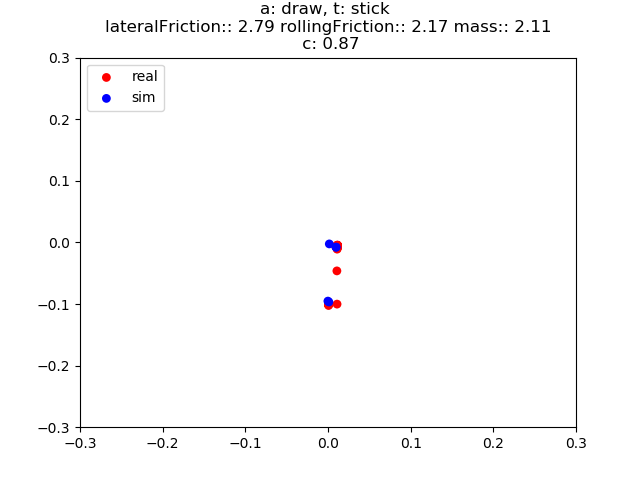 a: draw, t: stick
lateralFriction:: 2.79 rollingFriction:: 2.17 mass:: 2.11
c: 0.87
real
sim
0.3
0.2
0.1
0.0
−0.1
−0.2
−0.3
−0.3
−0.2
−0.1
0.0
0.1
0.2
0.3